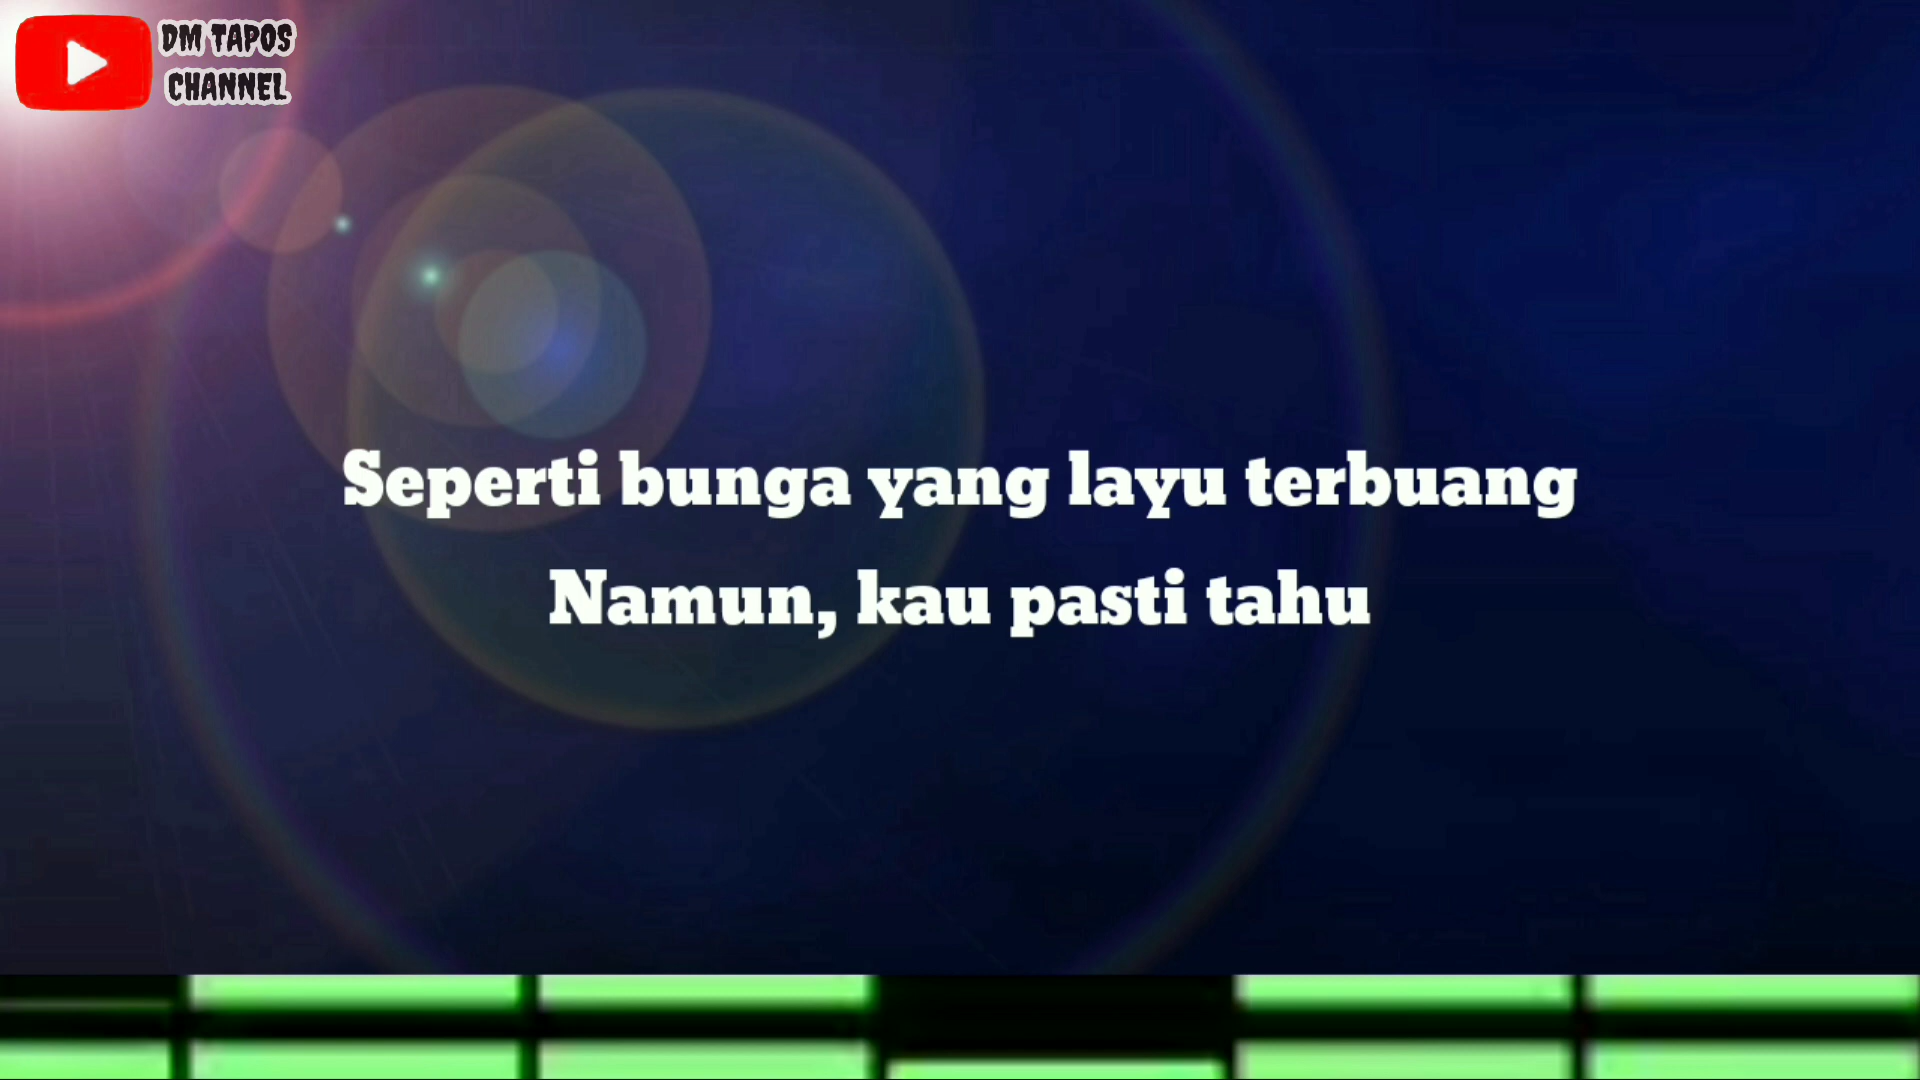 DM TAPOS
CHANNEL
Seperti bunga yang layu terbuang
Namun, kau pasti tahu